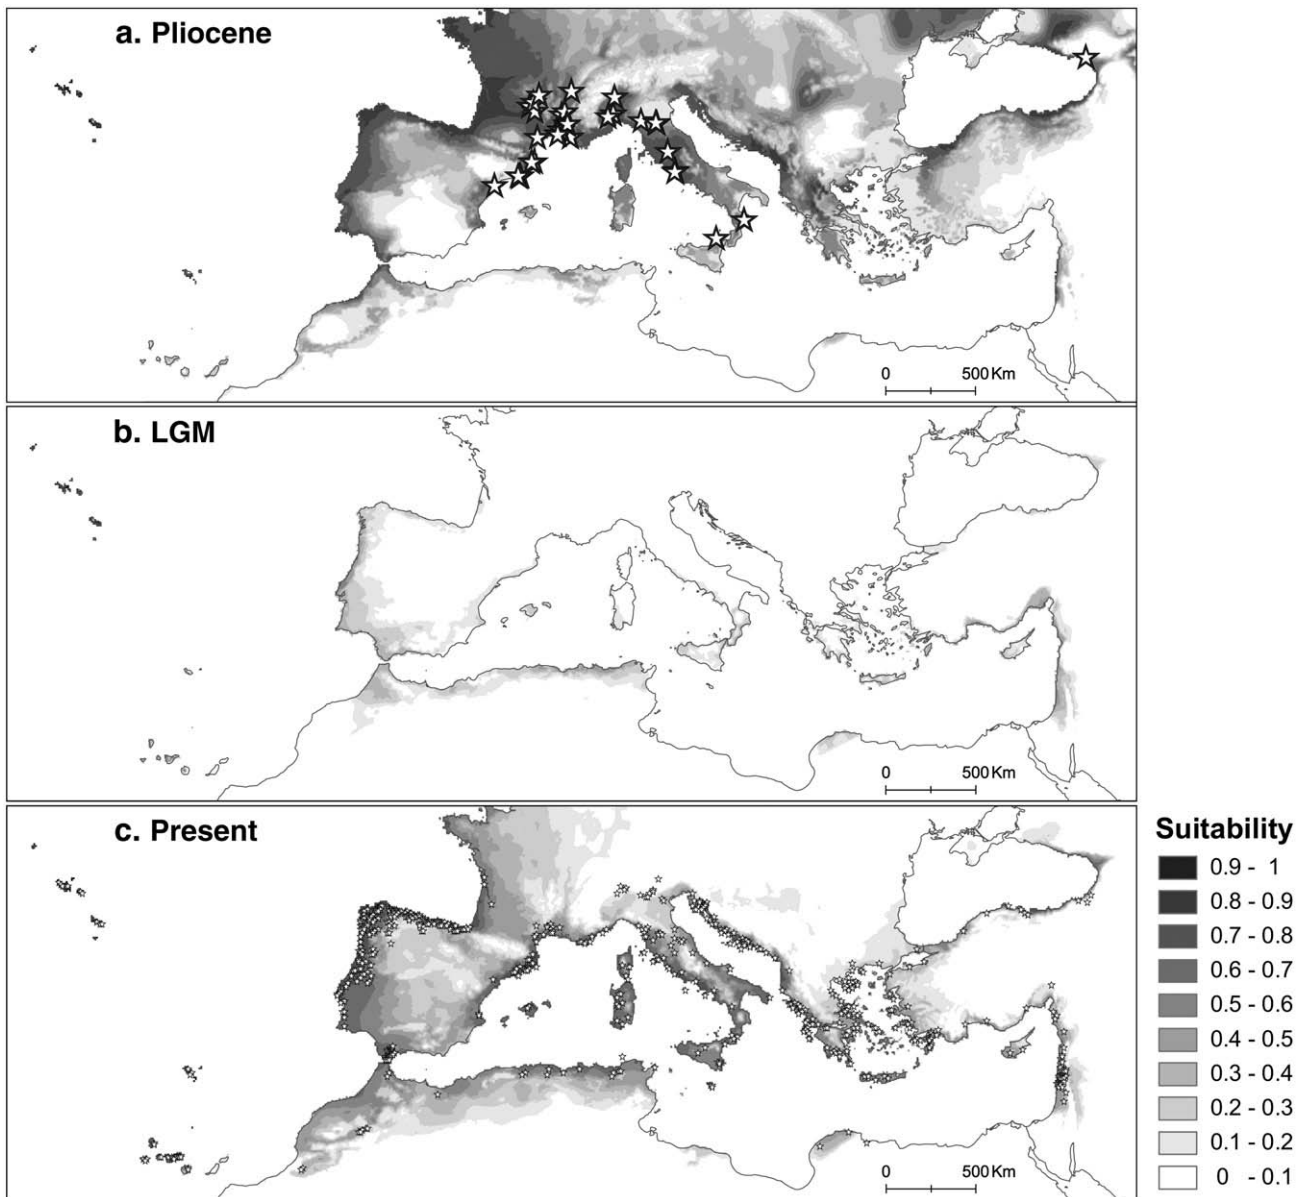 a. Pliocene
0 500 Km
b. LGM
0 500 Km
c. Present
0 500 Km
Suitability
0.9 - 1
0.8 - 0.9
0.7 - 0.8
0.6 - 0.7
0.5 - 0.6
0.4 - 0.5
0.3 - 0.4
0.2 - 0.3
0.1 - 0.2
0 - 0.1